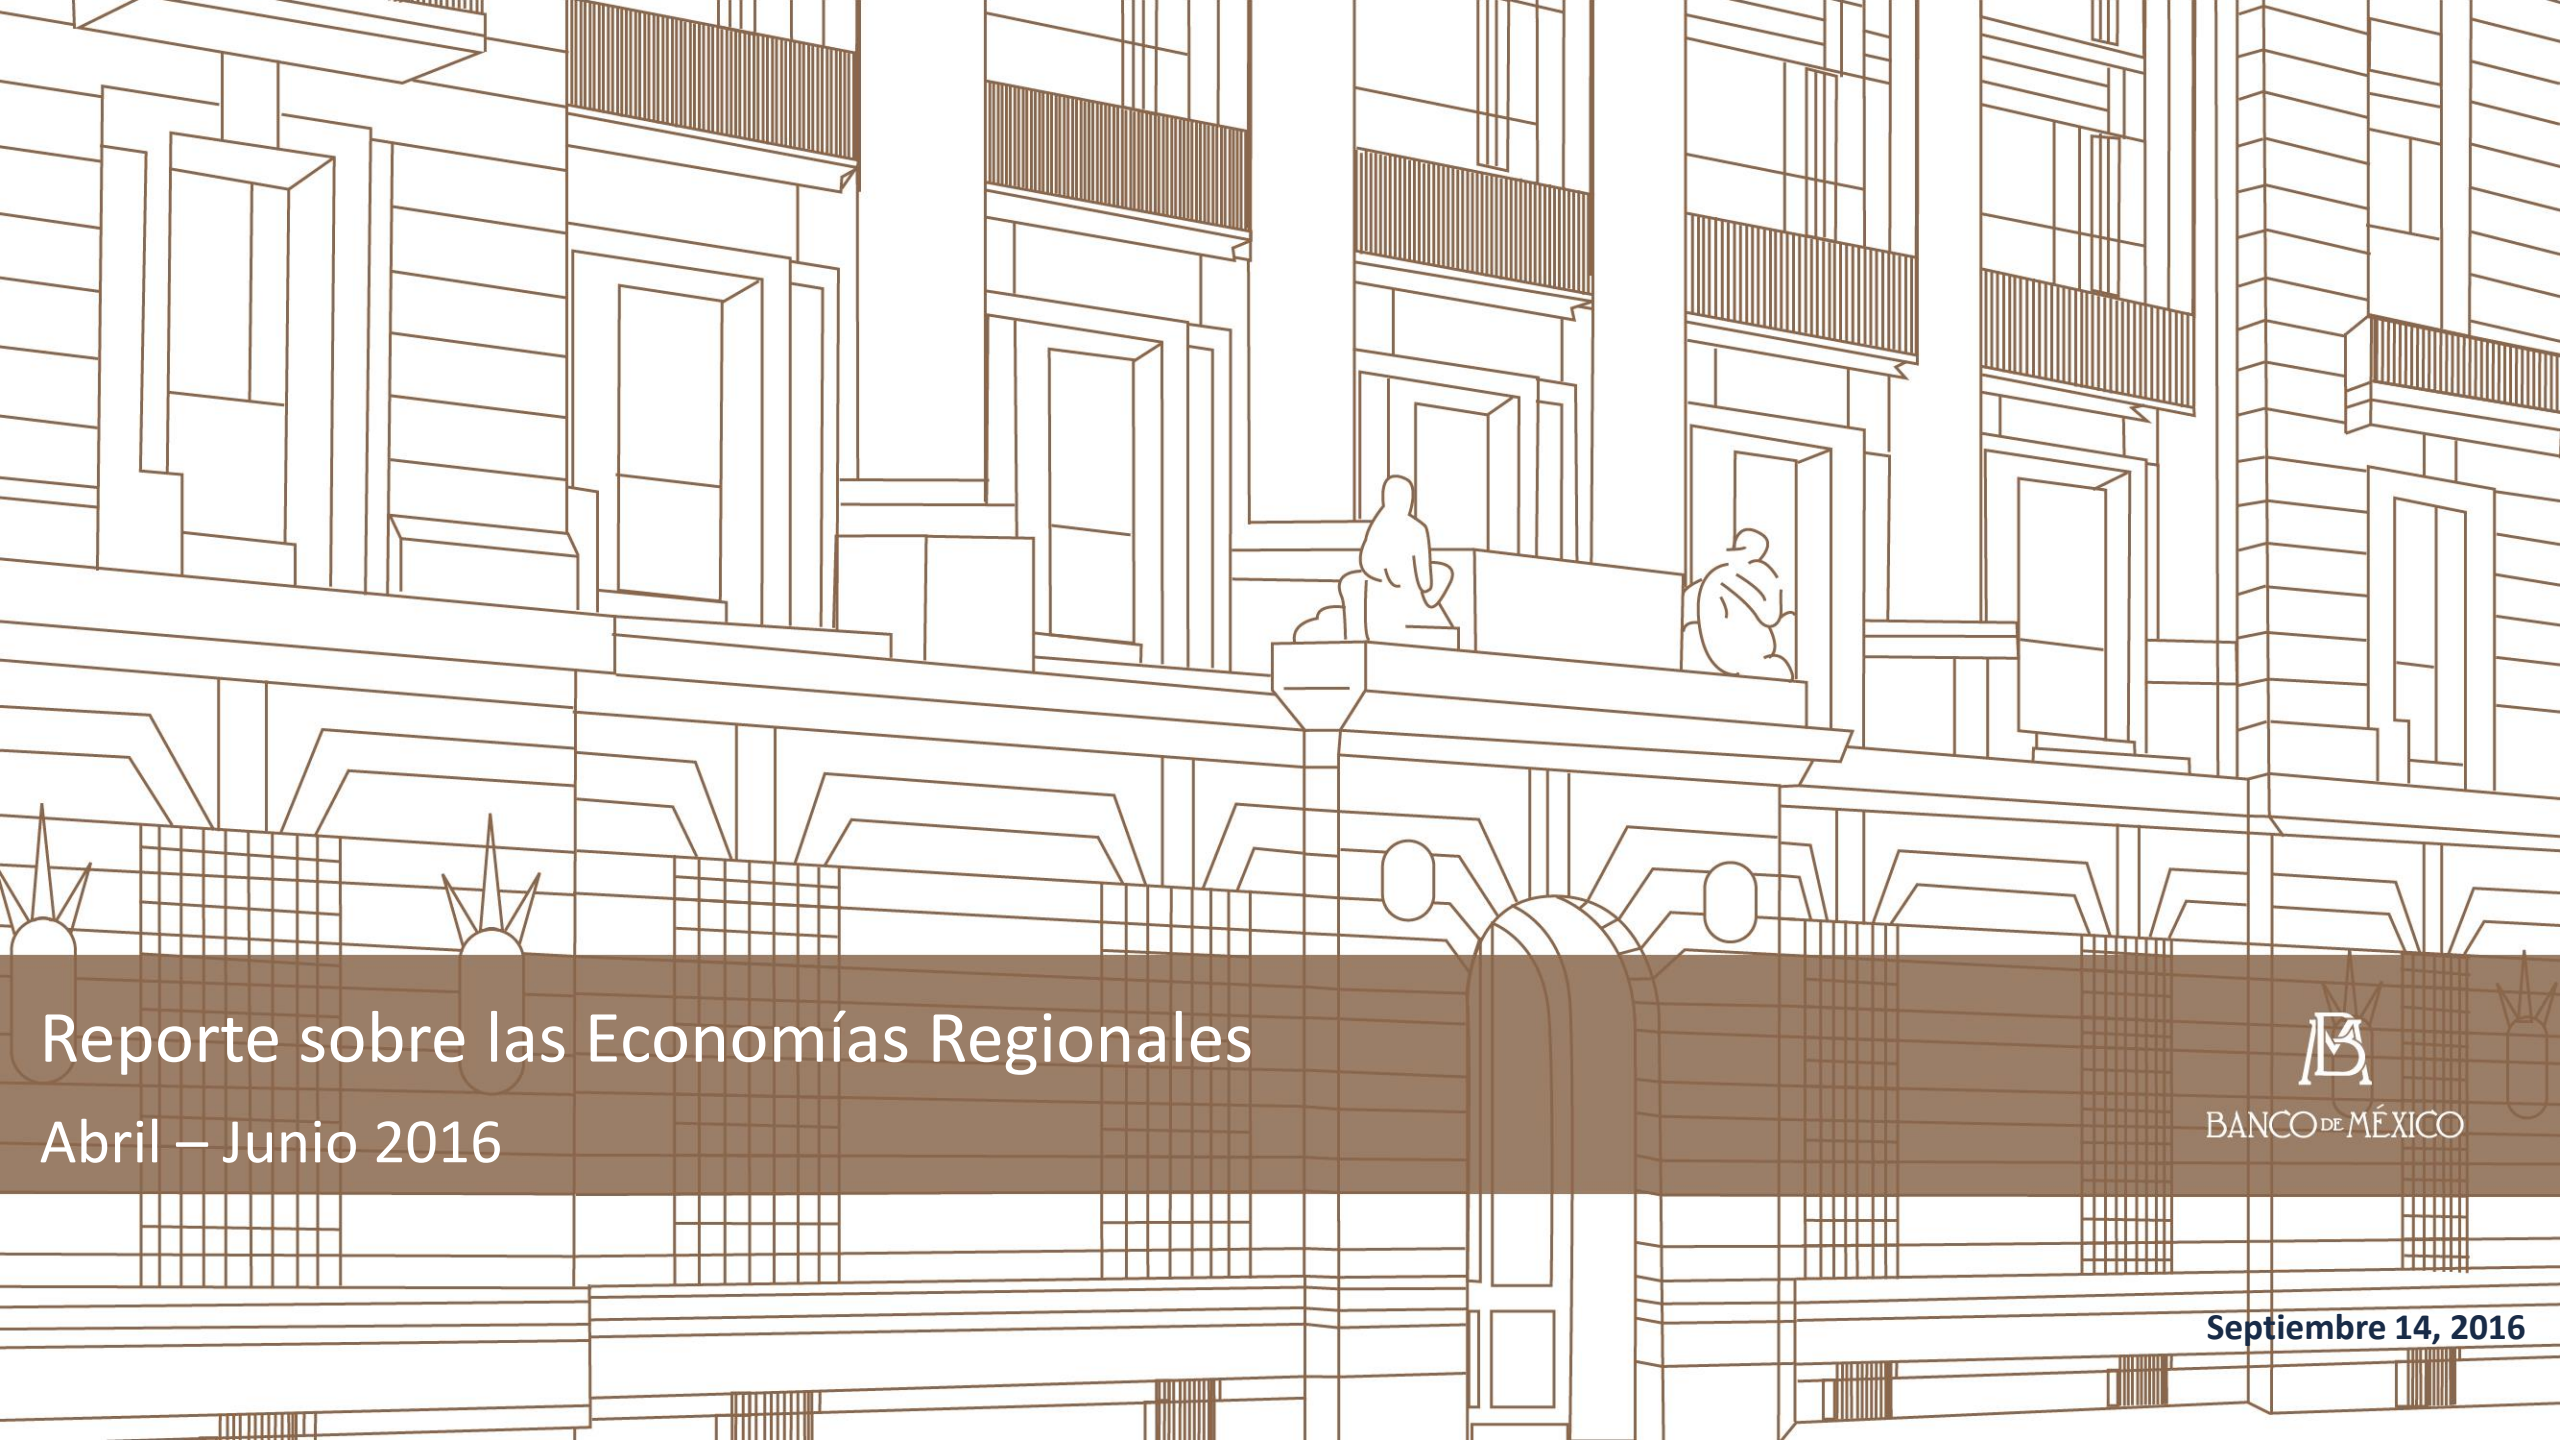 Reporte sobre las Economías Regionales
Abril – Junio 2016
BANCO DE MÉXICO
Septiembre 14, 2016